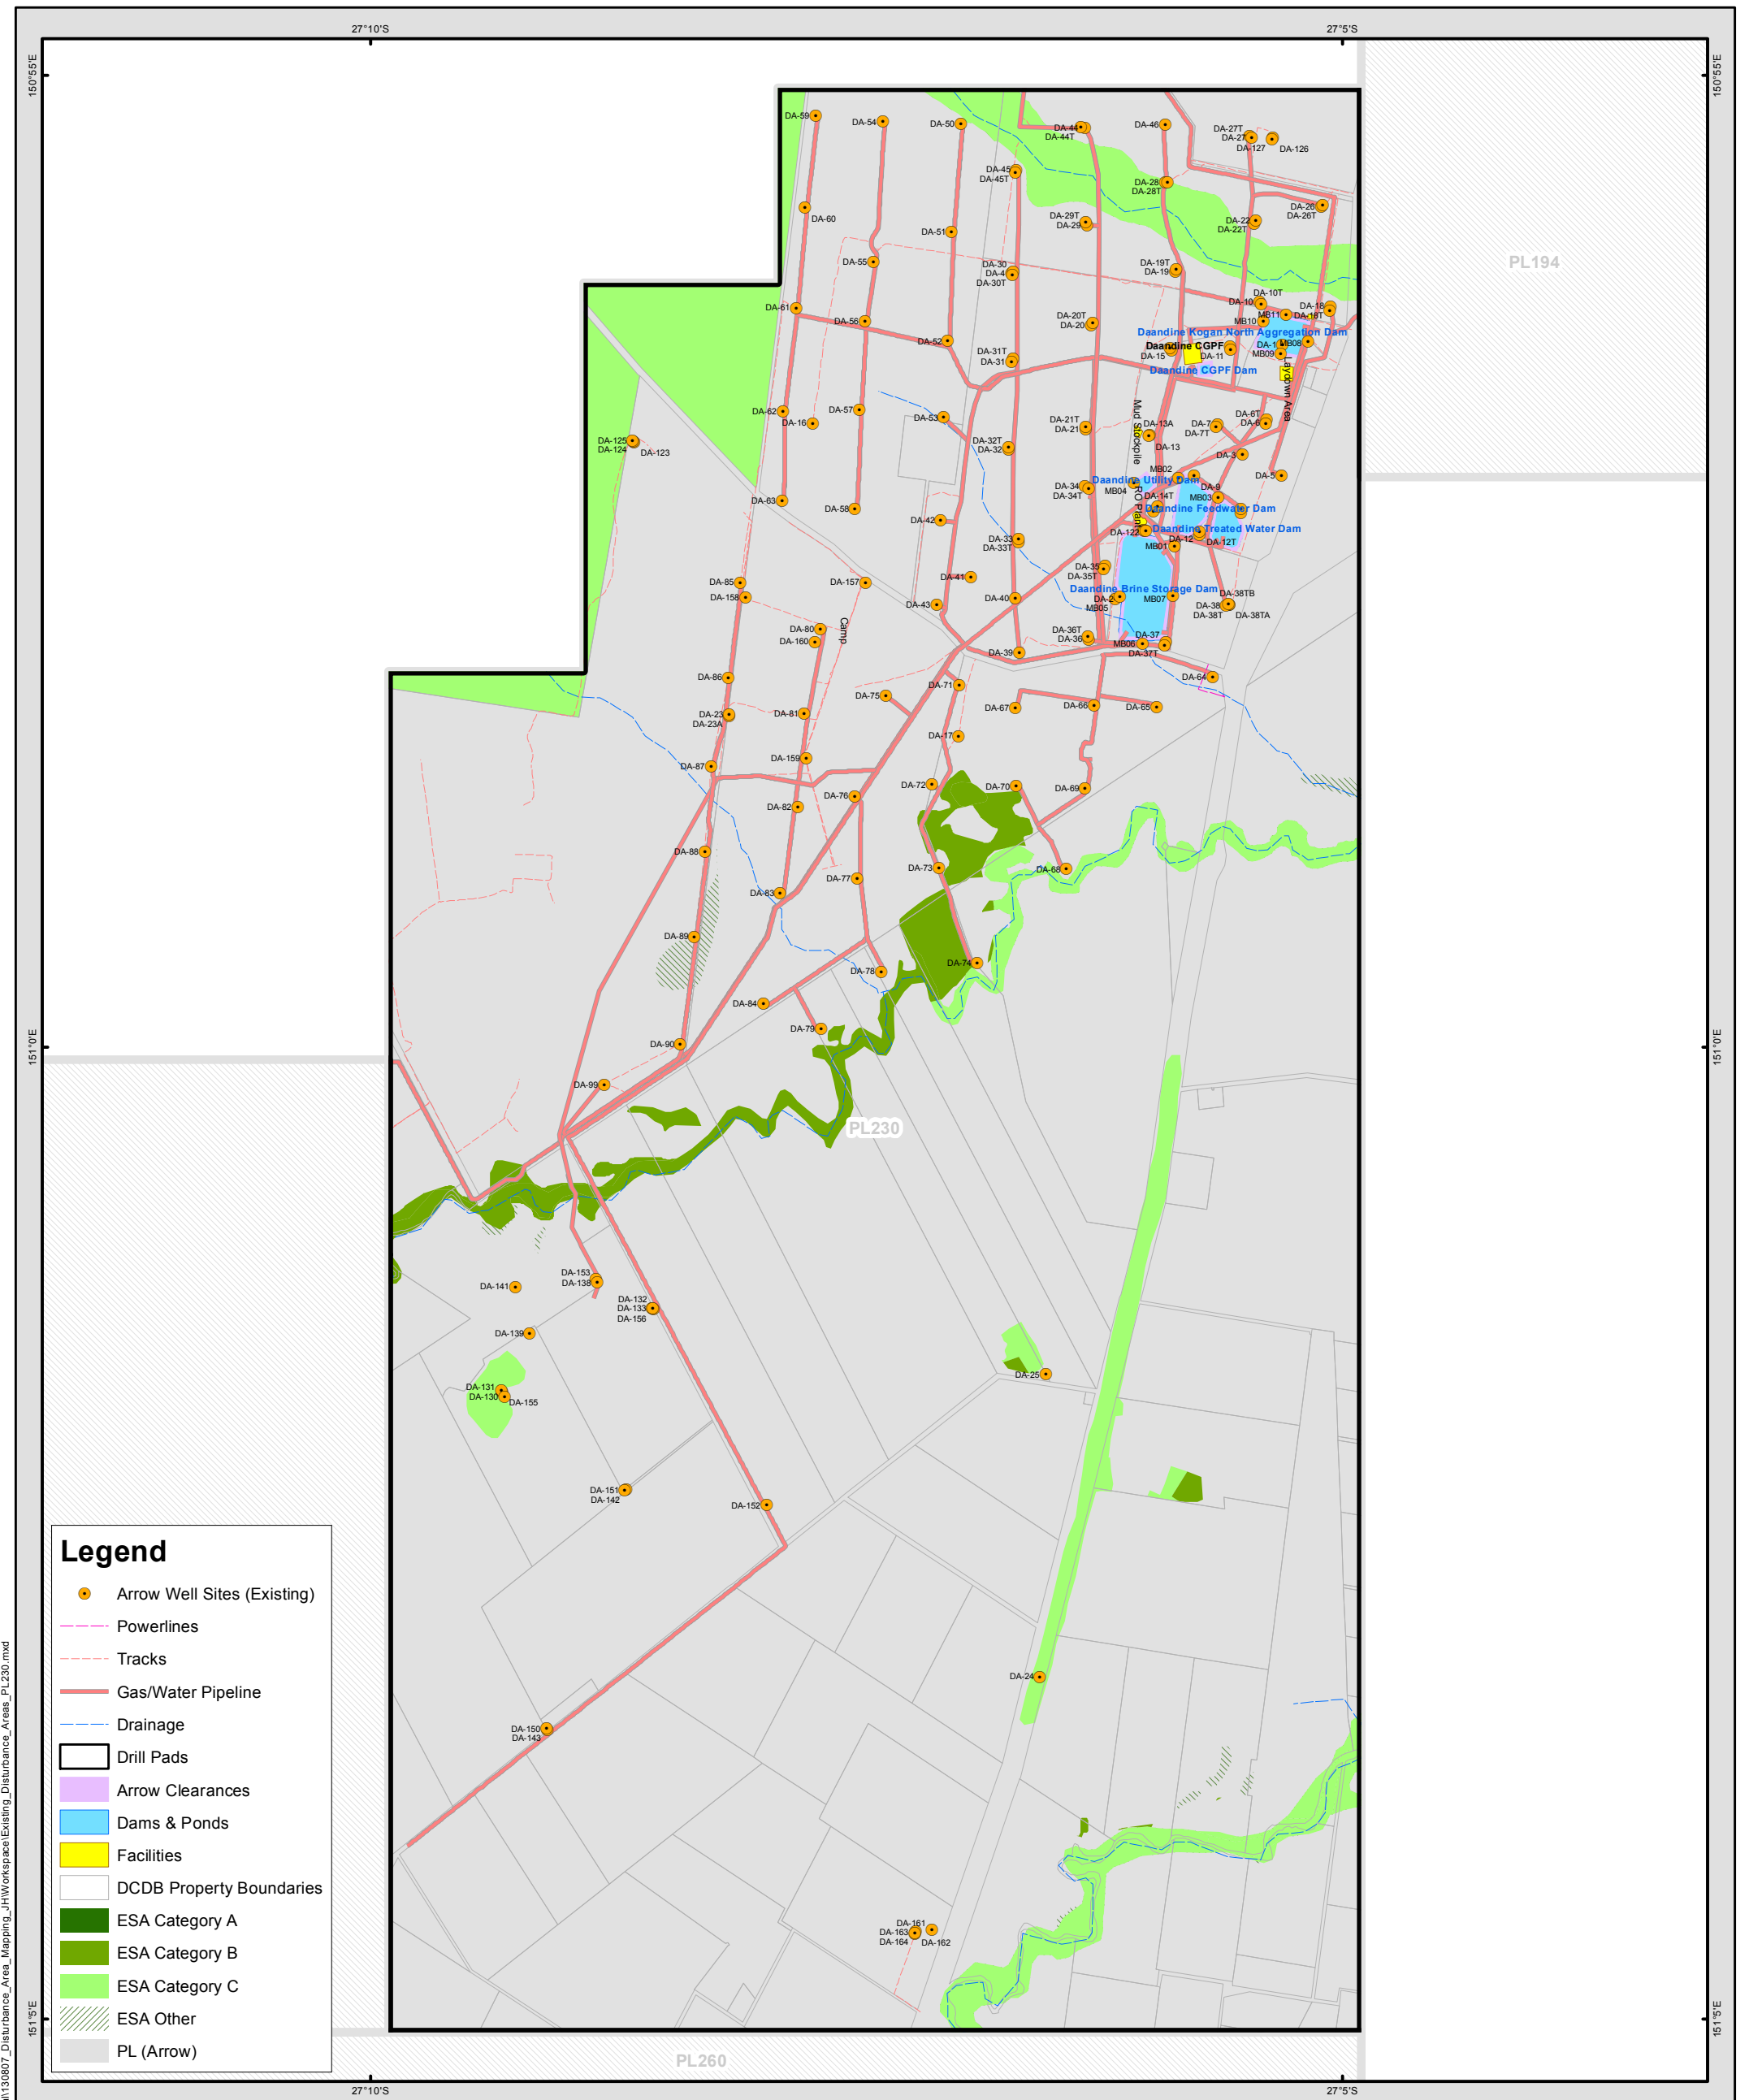 27°10'S
27°5'S
150°55'E
150°55'E
DA-59
DA-54
DA-50
DA-44
DA-44T
DA-46
DA-27T
DA-27
DA-127
DA-126
DA-45
DA-45T
DA-28
DA-28T
DA-60
DA-26
DA-26T
DA-29T
DA-29
DA-22
DA-22T
DA-51
DA-55
DA-30
DA-4
DA-30T
DA-19T
DA-19
PL194
DA-61
DA-56
DA-10T
DA-10
DA-18
DA-18T
MB11
MB10
DA-20T
DA-20
DA-52
Daandine Kogan North Aggregation Dam
Daandine CGPF
DA-15
DA-11
DA-1
MB08
MB09
DA-31T
DA-31
Daandine CGPF Dam
Laydown Area
DA-62
DA-16
DA-57
DA-53
DA-21T
DA-21
Mud Stockpile
DA-13A
DA-13
DA-7
DA-7T
DA-6T
DA-6
DA-125
DA-124
DA-123
DA-32T
DA-32
DA-3
DA-5
MB02
Daandine Utility Dam
DA-34
DA-34T
MB04
DA-9
MB03
DA-14T
RO Plant
Daandine Feedwater Dam
DA-63
DA-58
DA-42
DA-122
Daandine Treated Water Dam
DA-12
DA-12T
MB01
DA-33
DA-33T
DA-35
DA-35T
DA-85
DA-158
DA-157
DA-41
DA-43
DA-40
Daandine Brine Storage Dam
DA-2
MB05
MB07
DA-38TB
DA-38
DA-38T
DA-38TA
DA-80
DA-160
Camp
DA-36T
DA-36
DA-37
MB06
DA-37T
DA-39
DA-86
DA-75
DA-71
DA-64
DA-23
DA-23A
DA-81
DA-67
DA-66
DA-65
DA-17
DA-159
DA-87
DA-76
DA-72
DA-70
DA-69
DA-82
DA-88
DA-77
DA-73
DA-68
DA-83
DA-89
DA-78
DA-74
DA-84
DA-79
DA-90
151°0'E
151°0'E
DA-99
PL230
DA-153
DA-138
DA-141
DA-132
DA-133
DA-156
DA-139
DA-25
DA-131
DA-130
DA-155
DA-151
DA-142
DA-152
DA-24
DA-150
DA-143
DA-161
DA-163
DA-164
DA-162
Legend
Arrow Well Sites (Existing)
Powerlines
Tracks
Gas/Water Pipeline
Drainage
Drill Pads
Arrow Clearances
Dams & Ponds
Facilities
DCDB Property Boundaries
ESA Category A
ESA Category B
ESA Category C
ESA Other
PL (Arrow)
151°5'E
151°5'E
PL260
27°10'S
27°5'S
130807_Disturbance_Area_Mapping_JH\Workspace\Existing_Disturbance_Areas_PL230.mxd